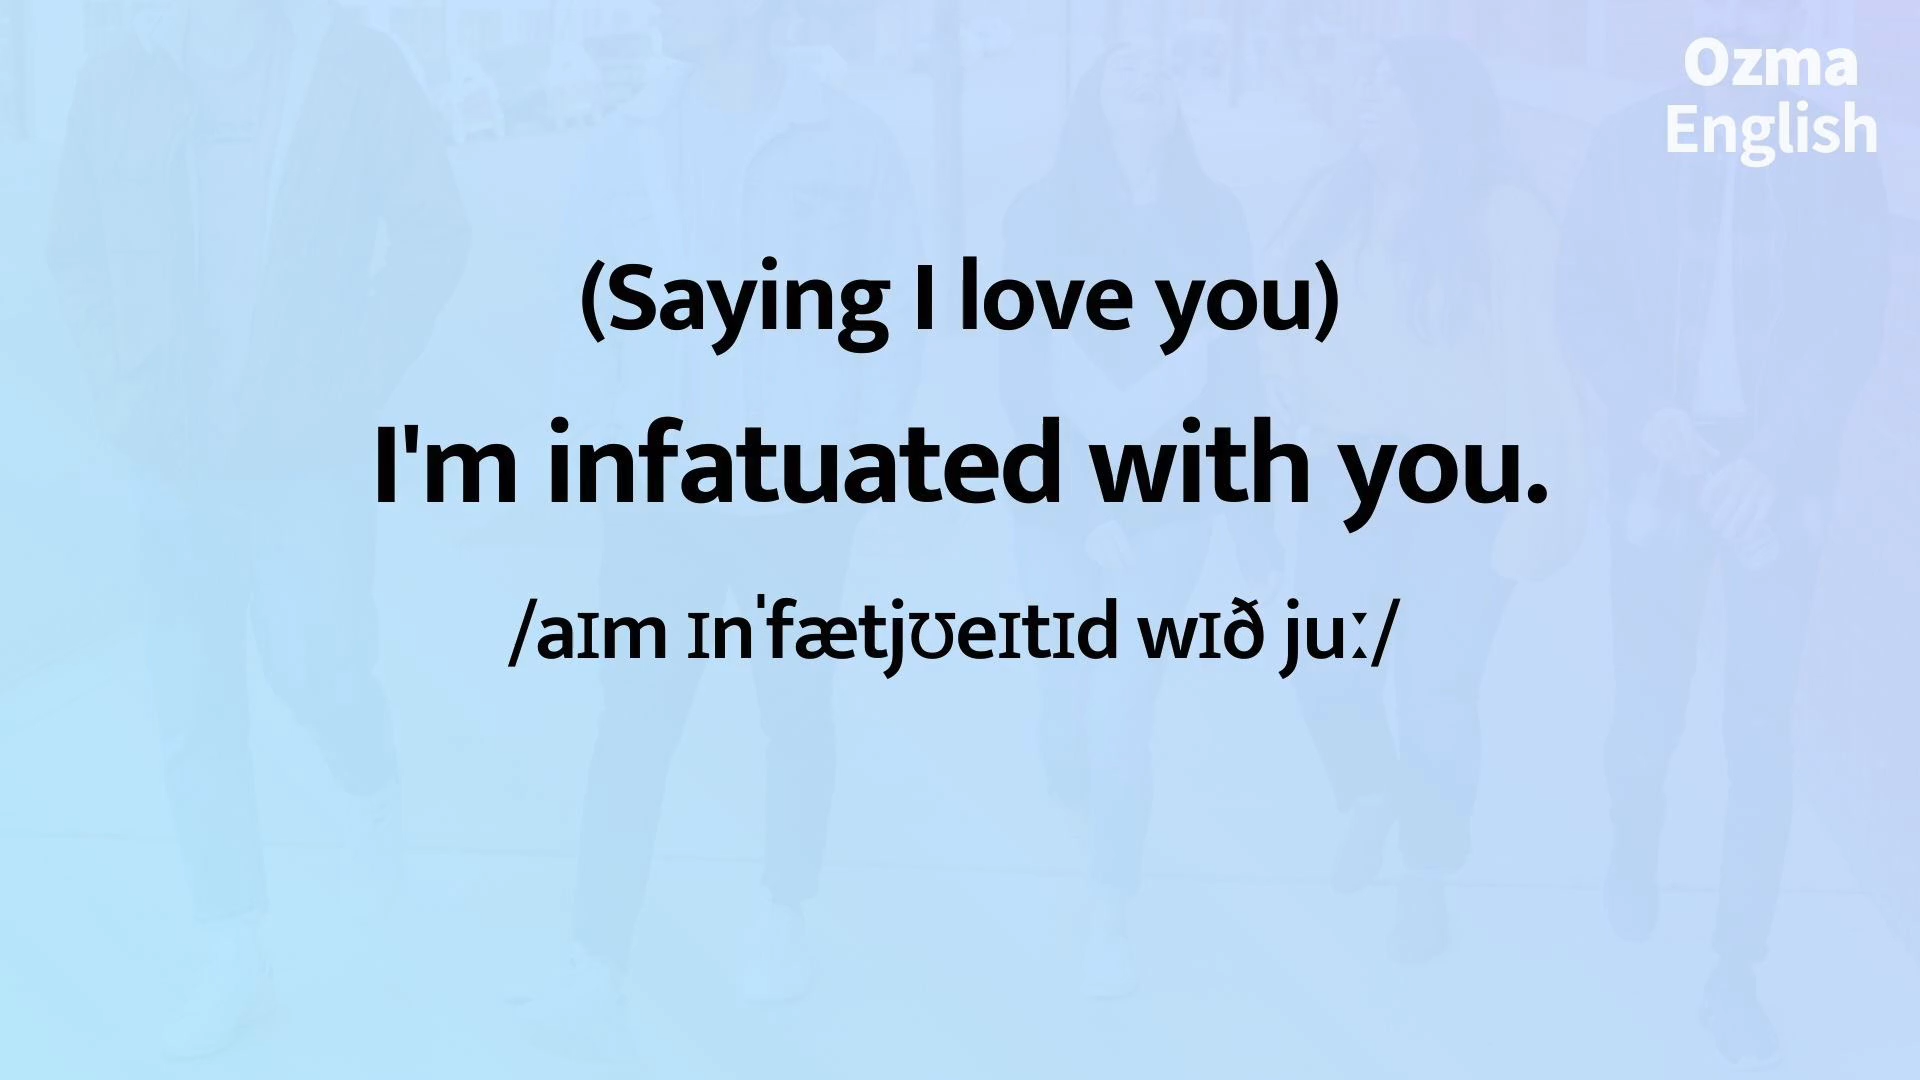 Ozma
English
(Saying I love you)
I'm infatuated with you.
/aɪm ɪnˈfætjʊeɪtɪd wɪð juː/